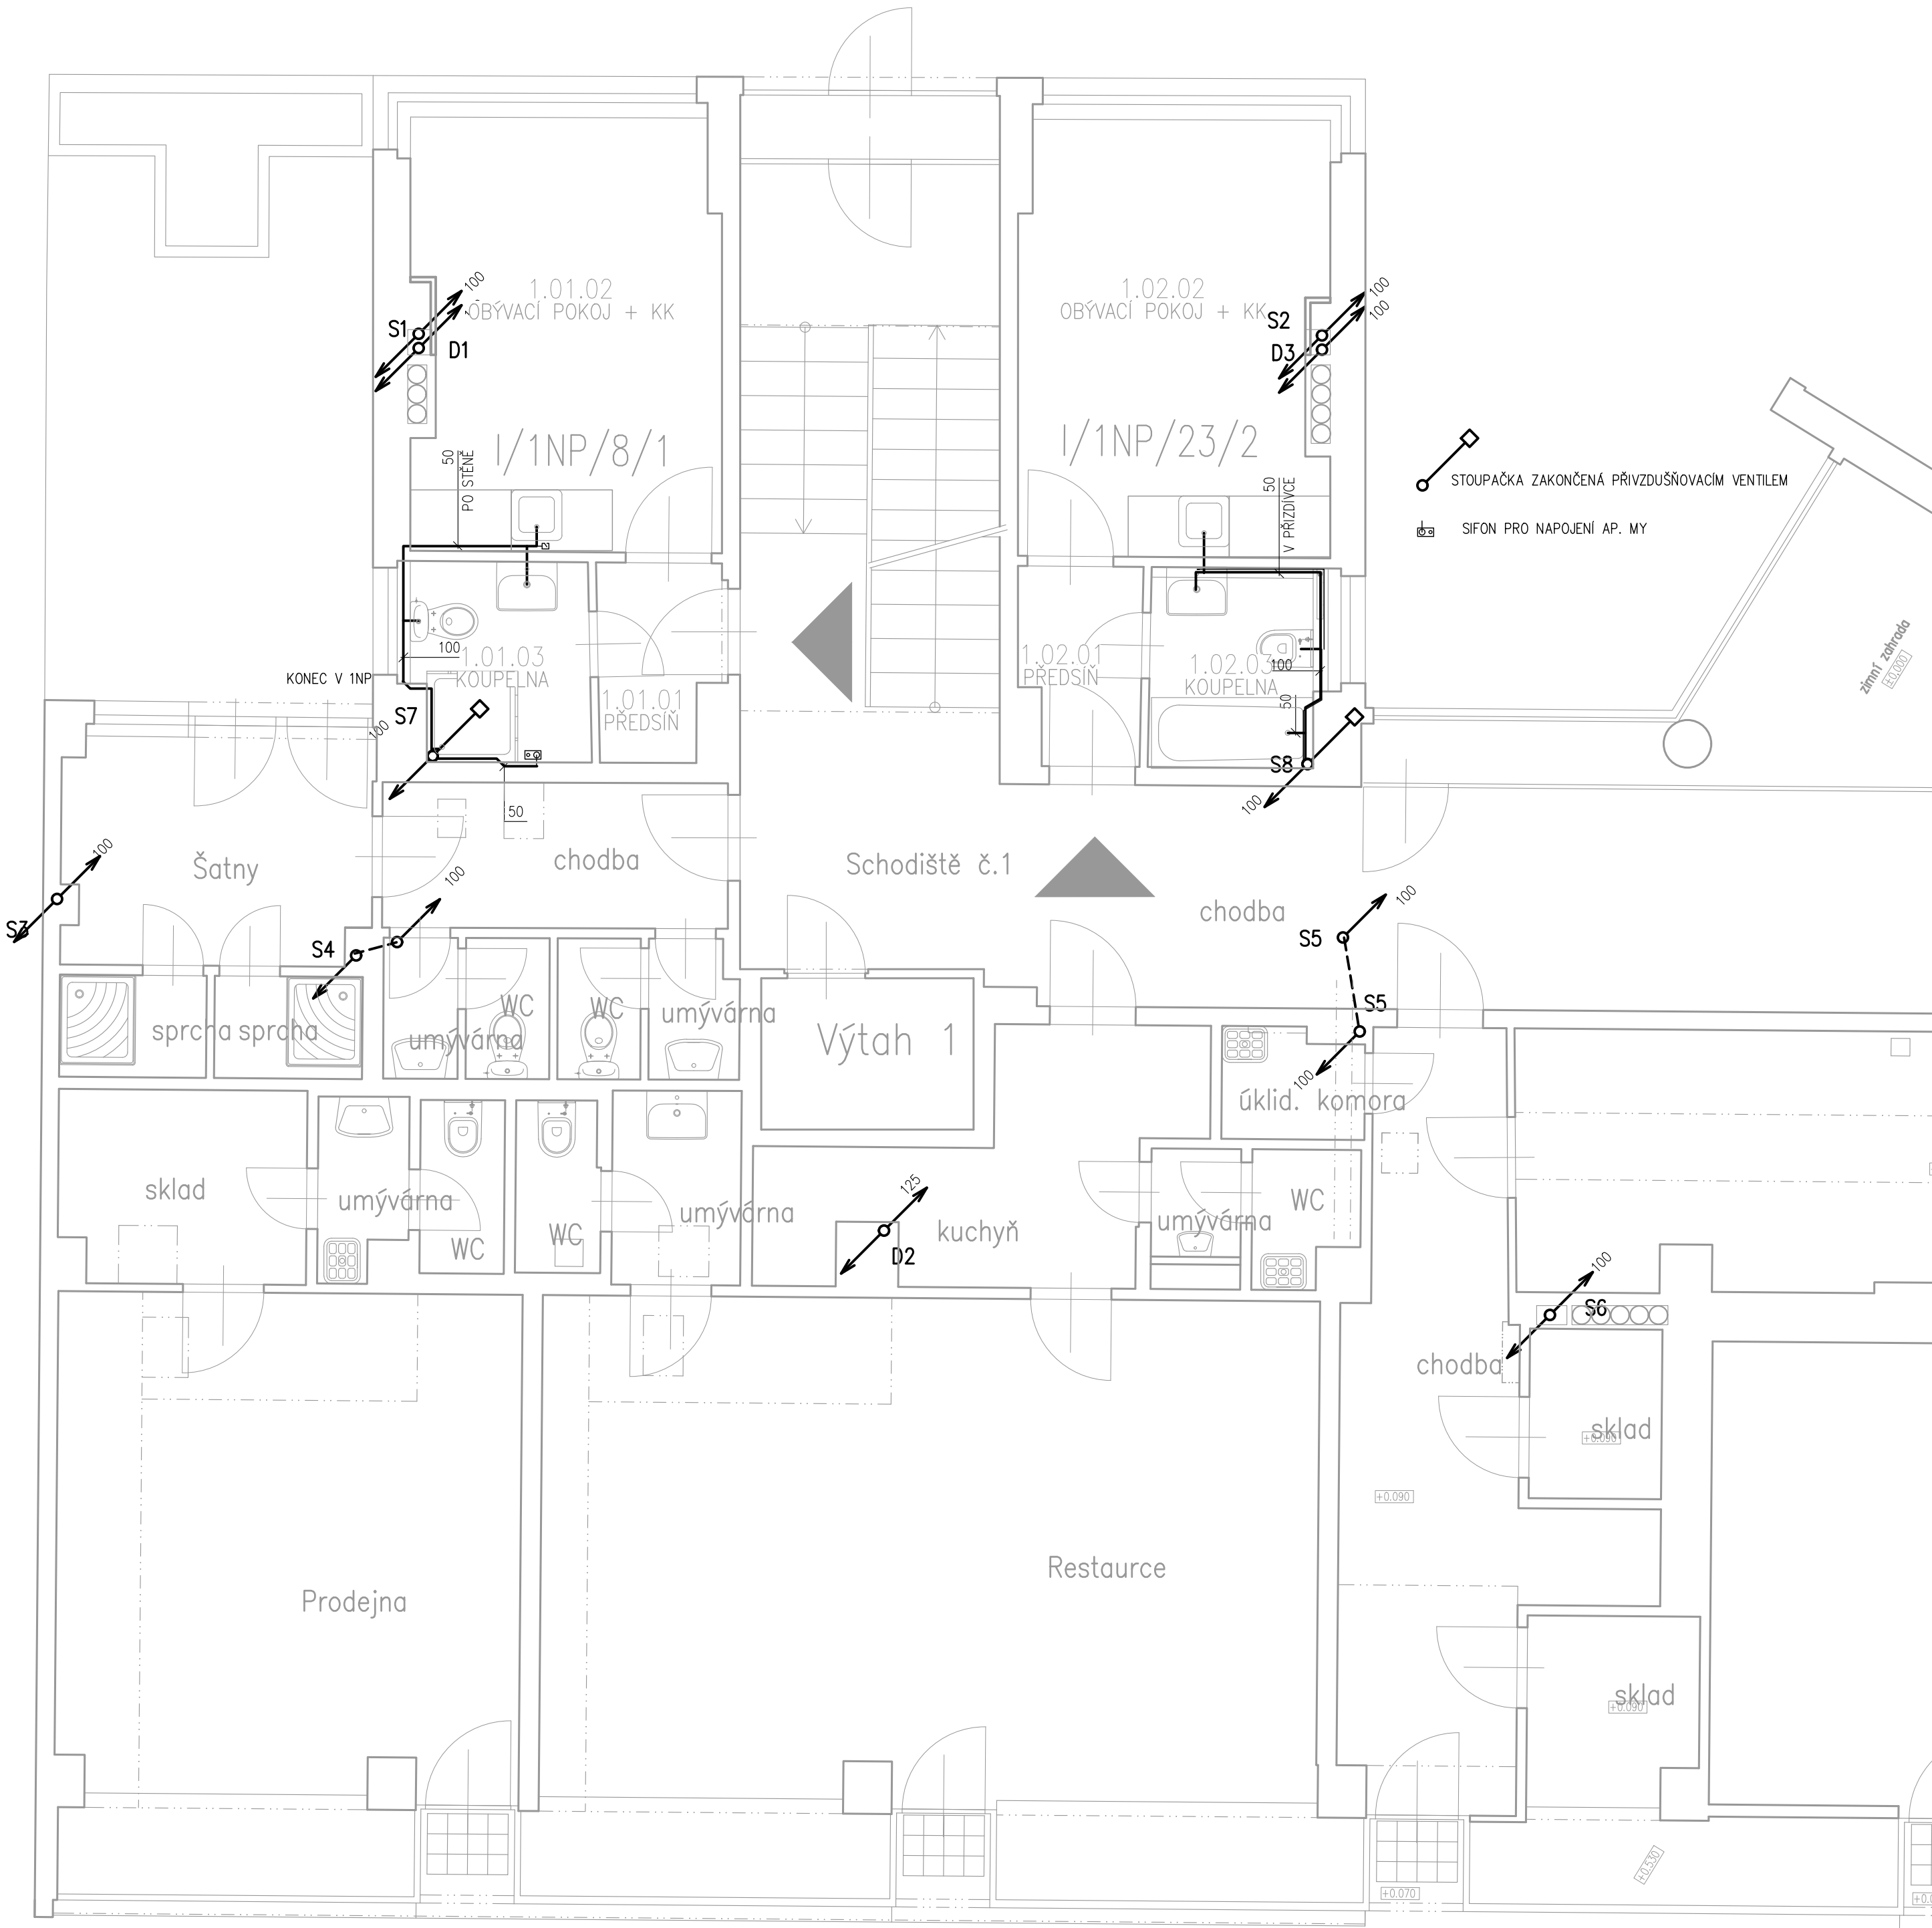 100
1.01.02
OBÝVACÍ POKOJ + KK
S1
D1
1.02.02
OBÝVACÍ POKOJ + KK
100
100
S2
D3
I/1NP/8/1
I/1NP/23/2
50
PO STĚNĚ
50
V PŘIZDÍVCE
STOUPAČKA ZAKONČENÁ PŘIVZDUŠŇOVACÍM VENTILEM
SIFON PRO NAPOJENÍ AP. MY
zimní zahrada
±0.000
100
1.01.03
KOUPELNA
1.01.01
PŘEDSÍŇ
1.02.01
PŘEDSÍŇ
1.02.03
KOUPELNA
100
50
KONEC V 1NP
S7
100
S8
100
50
Šatny
chodba
Schodiště č.1
chodba
100
S3
100
S4
100
S5
S5
100
sprcha
sprcha
umývárna
WC
WC
umývárna
Výtah 1
úklid. komora
sklad
umývárna
WC
WC
umývárna
125
D2
kuchyň
umývárna
WC
100
S6
chodba
sklad
+0.090
+0.090
Prodejna
Restaurce
sklad
+0.090
+0.070
+0.530